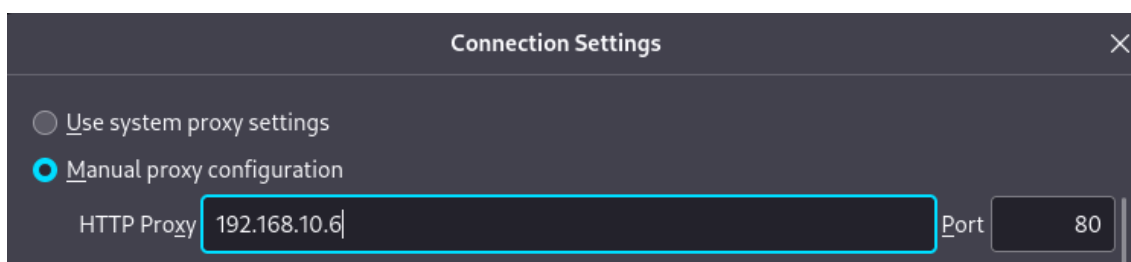 Connection Settings
Use system proxy settings
Manual proxy configuration
HTTP Proxy 192.168.10.6 Port 80